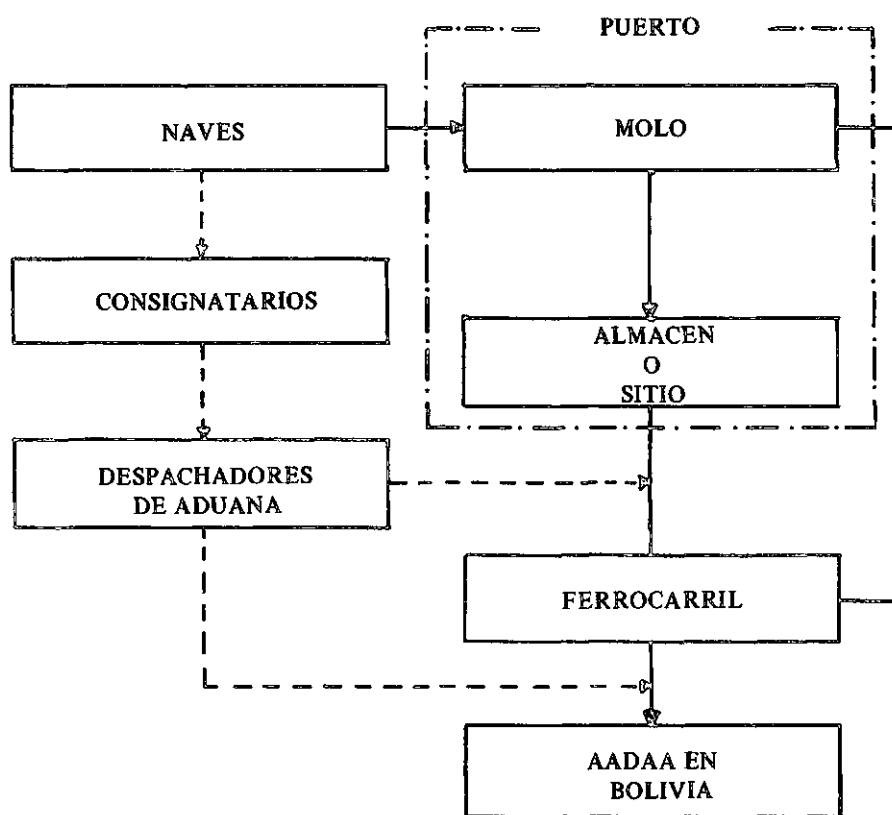 PUERTO
NAVES
MOLO
CONSIGNATARIOS
ALMACEN
O
SITIO
DESPACHADORES
DE ADUANA
FERROCARRIL
AADAA EN
BOLIVIA